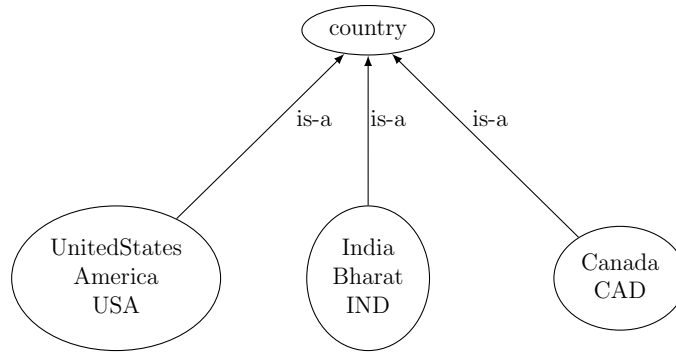 country
is-a
is-a
is-a
UnitedStates
America
USA
India
Bharat
IND
Canada
CAD